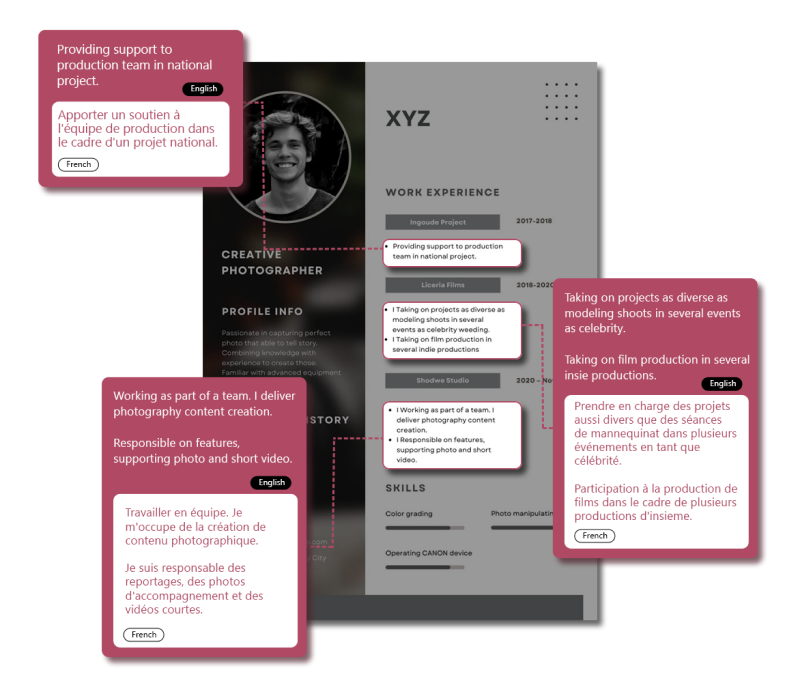 Providing support to
production team in national
project.
English
Apporter un soutien à
l'équipe de production dans
le cadre d'un projet national.
French
XYZ
WORK EXPERIENCE
Ingoude Project
2017-2018
• Providing support to production
team in national project.
CREATIVE
PHOTOGRAPHER
Liceria Films
2018-2020
• I Taking on projects as diverse as
modeling shoots in several
events as celebrity weeding.
• I Taking on film production in
several indie productions
PROFILE INFO
Passionate in capturing perfect
photo that able to tell story.
Combining knowledge with
experience to create those.
Familiar with advanced equipment
Shodwe Studio
2020 - No
• I Working as part of a team. I
deliver photography content
creation.
• I Responsible on features,
supporting photo and short
video.
ISTORY
SKILLS
Color grading
Photo manipulatin
Operating CANON device
.com
City
Taking on projects as diverse as
modeling shoots in several events
as celebrity.
Taking on film production in several
insie productions.
English
Prendre en charge des projets
aussi divers que des séances
de mannequinat dans plusieurs
événements en tant que
célébrité.
Participation à la production de
films dans le cadre de plusieurs
productions d'insieme.
French
Working as part of a team. I deliver
photography content creation.
Responsible on features,
supporting photo and short video.
English
Travailler en équipe. Je
m'occupe de la création de
contenu photographique.
Je suis responsable des
reportages, des photos
d'accompagnement et des
vidéos courtes.
French